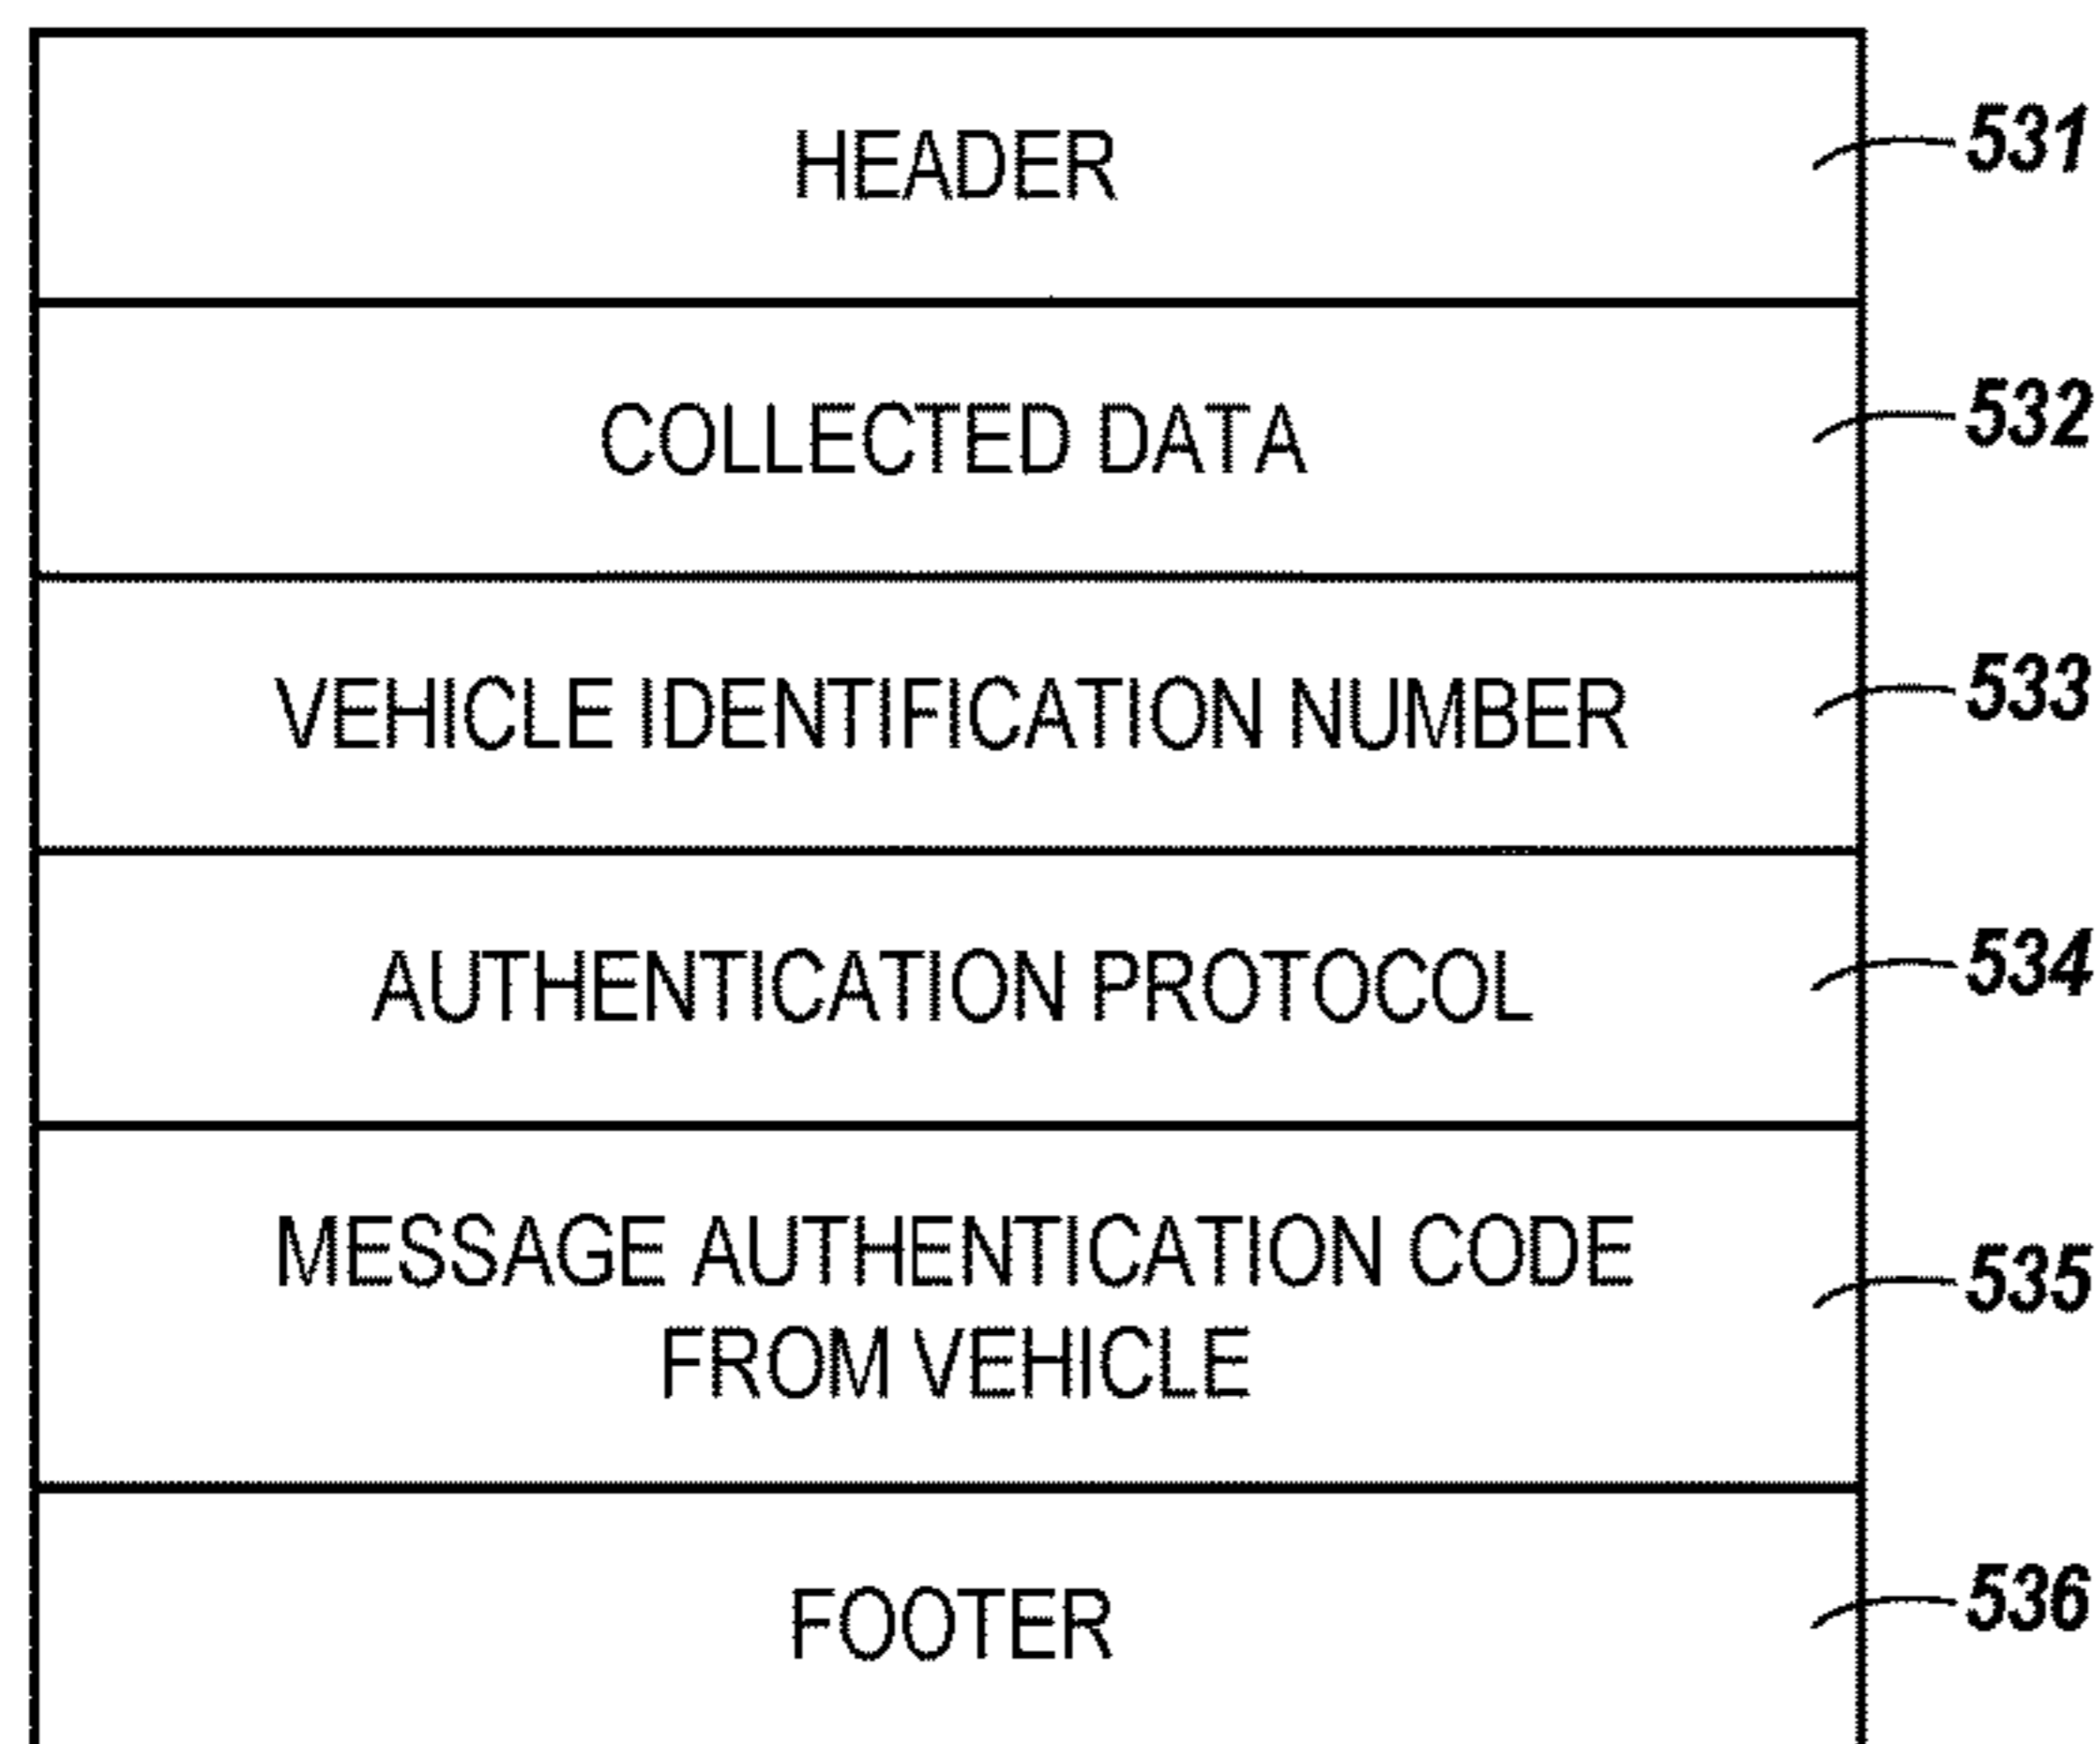 HEADER
531
COLLECTED DATA
532
VEHICLE IDENTIFICATION NUMBER
533
AUTHENTICATION PROTOCOL
534
MESSAGE AUTHENTICATION CODE
FROM VEHICLE
535
FOOTER
536